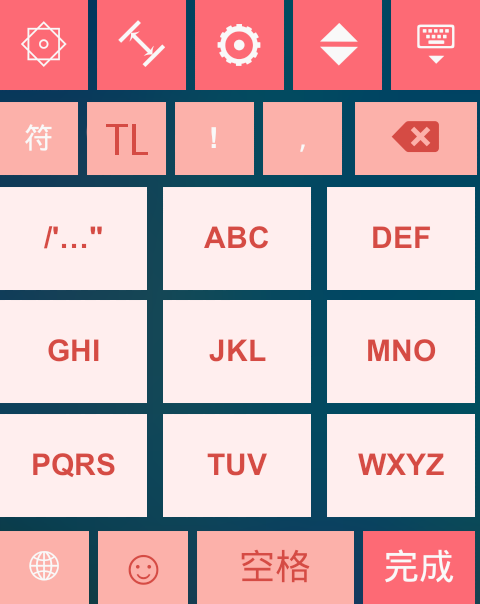 符 TL ! ,
/'..." ABC DEF
GHI JKL MNO
PQRS TUV WXYZ
空格 完成